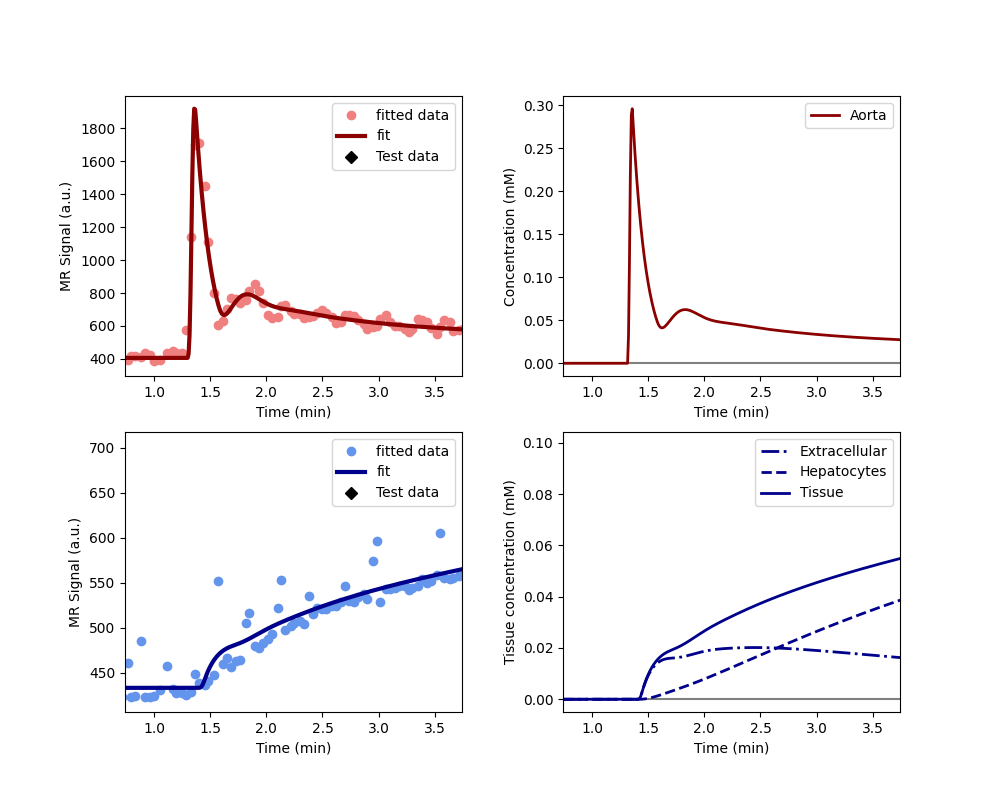 MR Signal (a.u.)
1800
1600
1400
1200
1000
800
600
400
fitted data
fit
Test data
1.0 1.5 2.0 2.5 3.0 3.5
Time (min)
Concentration (mM)
0.30
0.25
0.20
0.15
0.10
0.05
0.00
Aorta
1.0 1.5 2.0 2.5 3.0 3.5
Time (min)
MR Signal (a.u.)
700
650
600
550
500
450
fitted data
fit
Test data
1.0 1.5 2.0 2.5 3.0 3.5
Time (min)
Tissue concentration (mM)
0.10
0.08
0.06
0.04
0.02
0.00
Extracellular
Hepatocytes
Tissue
1.0 1.5 2.0 2.5 3.0 3.5
Time (min)